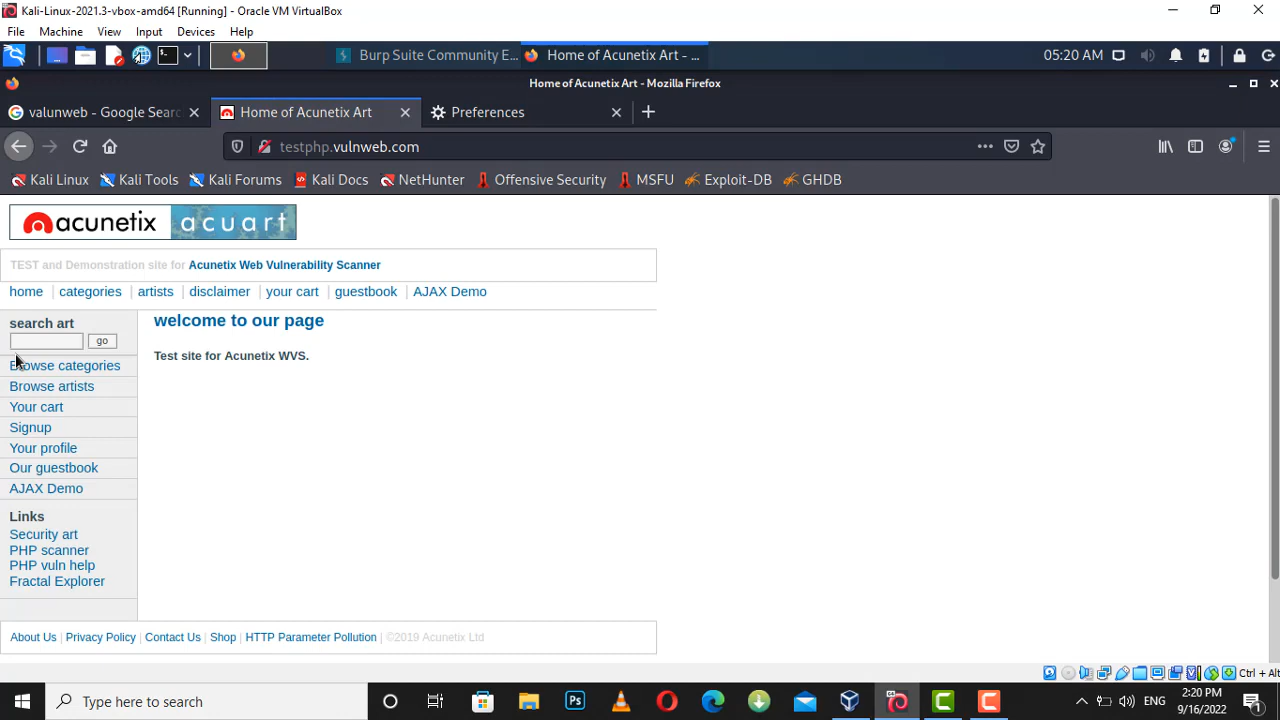 Kali-Linux-2021.3-vbox-amd64 [Running] - Oracle VM VirtualBox
File Machine View Input Devices Help
Burp Suite Community E... Home of Acunetix Art - ... 05:20 AM
Home of Acunetix Art - Mozilla Firefox
valunweb - Google Searc Home of Acunetix Art Preferences
testphp.vulnweb.com
Kali Linux Kali Tools Kali Forums Kali Docs NetHunter Offensive Security MSFU Exploit-DB GHDB
acunetix acuart
TEST and Demonstration site for Acunetix Web Vulnerability Scanner
home | categories | artists | disclaimer | your cart | guestbook | AJAX Demo
search art
go
Browse categories
Browse artists
Your cart
Signup
Your profile
Our guestbook
AJAX Demo
Links
Security art
PHP scanner
PHP vuln help
Fractal Explorer
welcome to our page
Test site for Acunetix WVS.
About Us | Privacy Policy | Contact Us | Shop | HTTP Parameter Pollution | ©2019 Acunetix Ltd
Ctrl + Alt
Type here to search
Ps
ENG
2:20 PM
9/16/2022
1